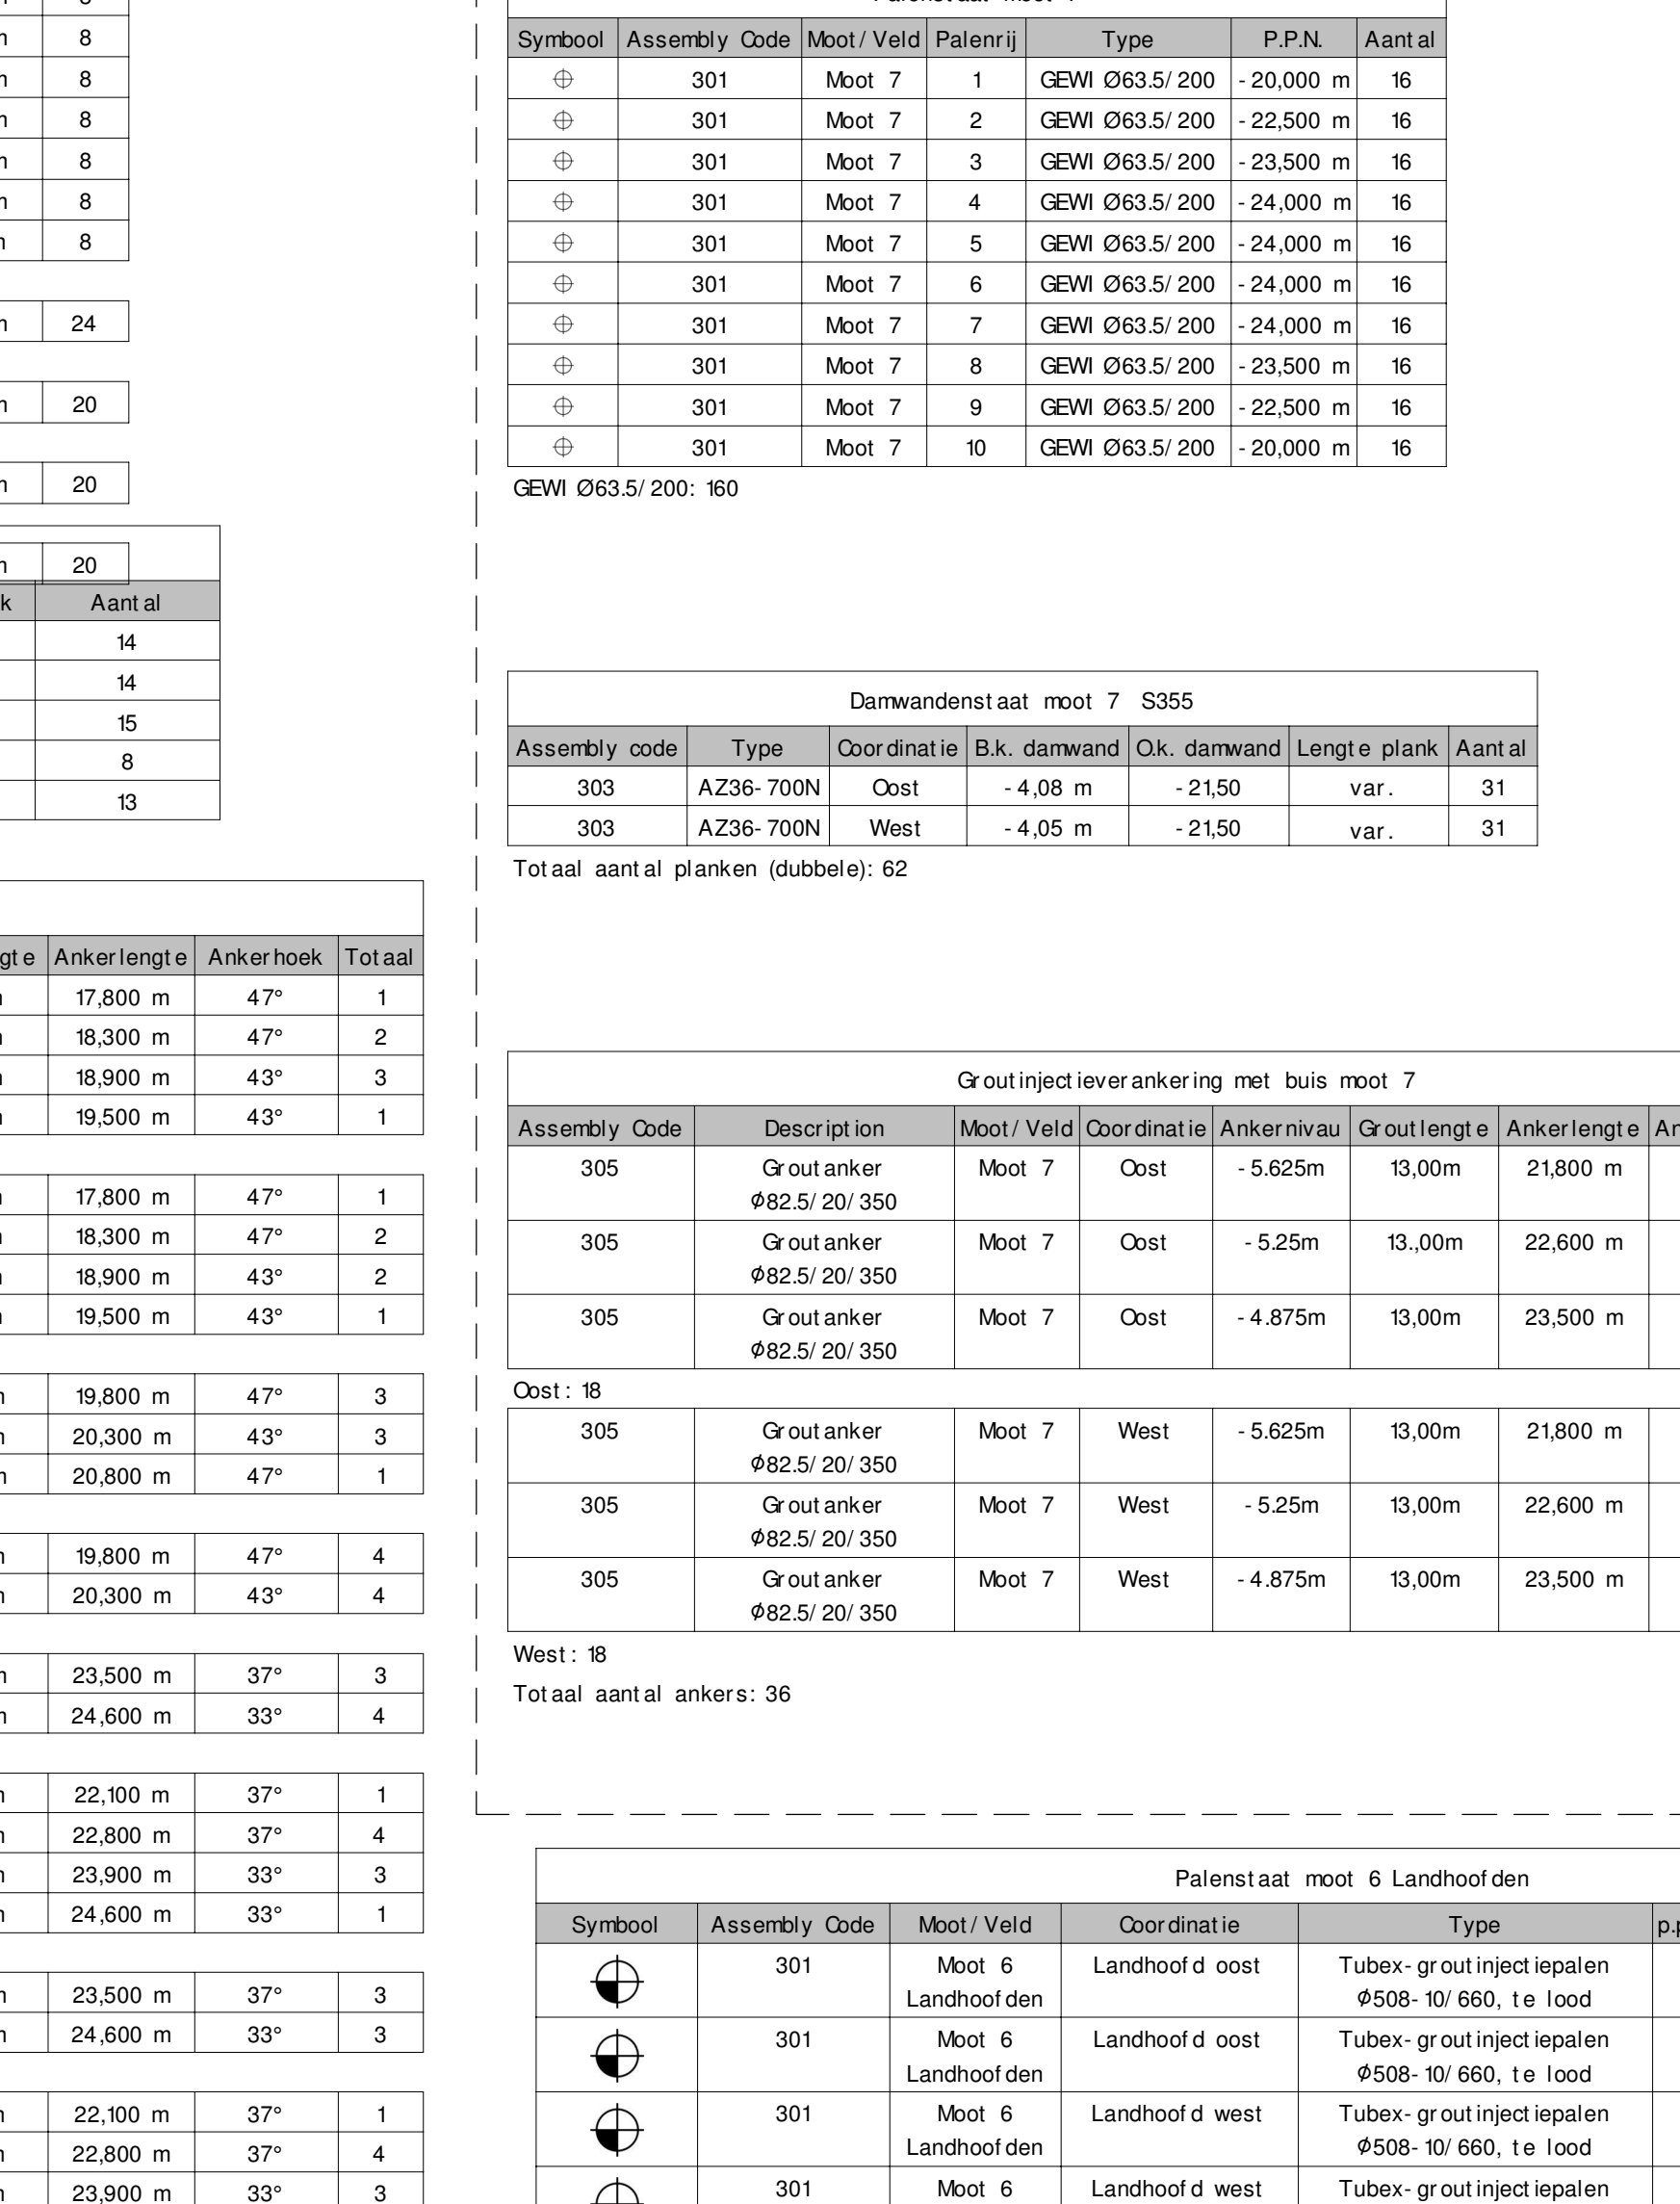 8
8
8
8
8
8
24
20
20
20
k Aantal
14
14
15
8
13
gte Ankerlengte Ankerhoek Totaal
17,800 m 47° 1
18,300 m 47° 2
18,900 m 43° 3
19,500 m 43° 1
17,800 m 47° 1
18,300 m 47° 2
18,900 m 43° 2
19,500 m 43° 1
19,800 m 47° 3
20,300 m 43° 3
20,800 m 47° 1
19,800 m 47° 4
20,300 m 43° 4
23,500 m 37° 3
24,600 m 33° 4
22,100 m 37° 1
22,800 m 37° 4
23,900 m 33° 3
24,600 m 33° 1
23,500 m 37° 3
24,600 m 33° 3
22,100 m 37° 1
22,800 m 37° 4
23,900 m 33° 3
Symbool Assembly Code Moot/Veld Palenrij Type P.P.N. Aantal
301 Moot 7 1 GEWI Ø63.5/200 -20,000 m 16
301 Moot 7 2 GEWI Ø63.5/200 -22,500 m 16
301 Moot 7 3 GEWI Ø63.5/200 -23,500 m 16
301 Moot 7 4 GEWI Ø63.5/200 -24,000 m 16
301 Moot 7 5 GEWI Ø63.5/200 -24,000 m 16
301 Moot 7 6 GEWI Ø63.5/200 -24,000 m 16
301 Moot 7 7 GEWI Ø63.5/200 -24,000 m 16
301 Moot 7 8 GEWI Ø63.5/200 -23,500 m 16
301 Moot 7 9 GEWI Ø63.5/200 -22,500 m 16
301 Moot 7 10 GEWI Ø63.5/200 -20,000 m 16
GEWI Ø63.5/200: 160
Damwandenstaat moot 7 S355
Assembly code Type Coordinatie B.k. damwand O.k. damwand Lengte plank Aantal
303 AZ36-700N Oost -4,08 m -21,50 var. 31
303 AZ36-700N West -4,05 m -21,50 var. 31
Totaal aantal planken (dubbele): 62
Groutinjectieverankering met buis moot 7
Assembly Code Description Moot/Veld Coordinatie Ankernivau Groutlengte Ankerlengte An
305 Groutanker Moot 7 Oost -5.625m 13,00m 21,800 m
Φ82.5/20/350
305 Groutanker Moot 7 Oost -5.25m 13.,00m 22,600 m
Φ82.5/20/350
305 Groutanker Moot 7 Oost -4.875m 13,00m 23,500 m
Φ82.5/20/350
Oost: 18
305 Groutanker Moot 7 West -5.625m 13,00m 21,800 m
Φ82.5/20/350
305 Groutanker Moot 7 West -5.25m 13,00m 22,600 m
Φ82.5/20/350
305 Groutanker Moot 7 West -4.875m 13,00m 23,500 m
Φ82.5/20/350
West: 18
Totaal aantal ankers: 36
Palenstaat moot 6 Landhoofden
Symbool Assembly Code Moot/Veld Coordinatie Type p.p
301 Moot 6 Landhoofd oost Tubex-groutinjectiepalen
Landhoofden Φ508-10/660, te lood
301 Moot 6 Landhoofd oost Tubex-groutinjectiepalen
Landhoofden Φ508-10/660, te lood
301 Moot 6 Landhoofd west Tubex-groutinjectiepalen
Landhoofden Φ508-10/660, te lood
301 Moot 6 Landhoofd west Tubex-groutinjectiepalen